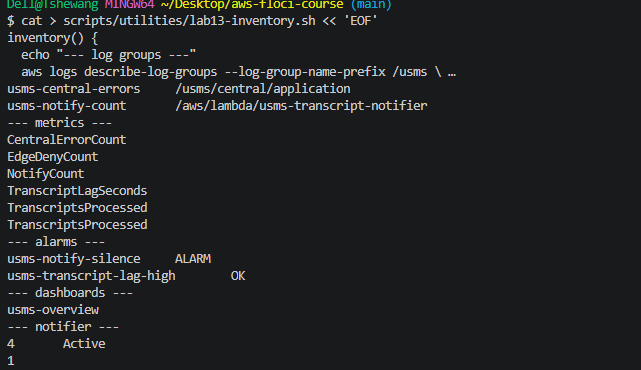 Dell@Tshewang MINGW64 ~/Desktop/aws-floci-course (main)
$ cat > scripts/utilities/lab13-inventory.sh << 'EOF'
inventory() {
  echo "--- log groups ---"
  aws logs describe-log-groups --log-group-name-prefix /usms \ …
usms-central-errors     /usms/central/application
usms-notify-count       /aws/lambda/usms-transcript-notifier
--- metrics ---
CentralErrorCount
EdgeDenyCount
NotifyCount
TranscriptLagSeconds
TranscriptsProcessed
TranscriptsProcessed
--- alarms ---
usms-notify-silence     ALARM
usms-transcript-lag-high        OK
--- dashboards ---
usms-overview
--- notifier ---
4       Active
1